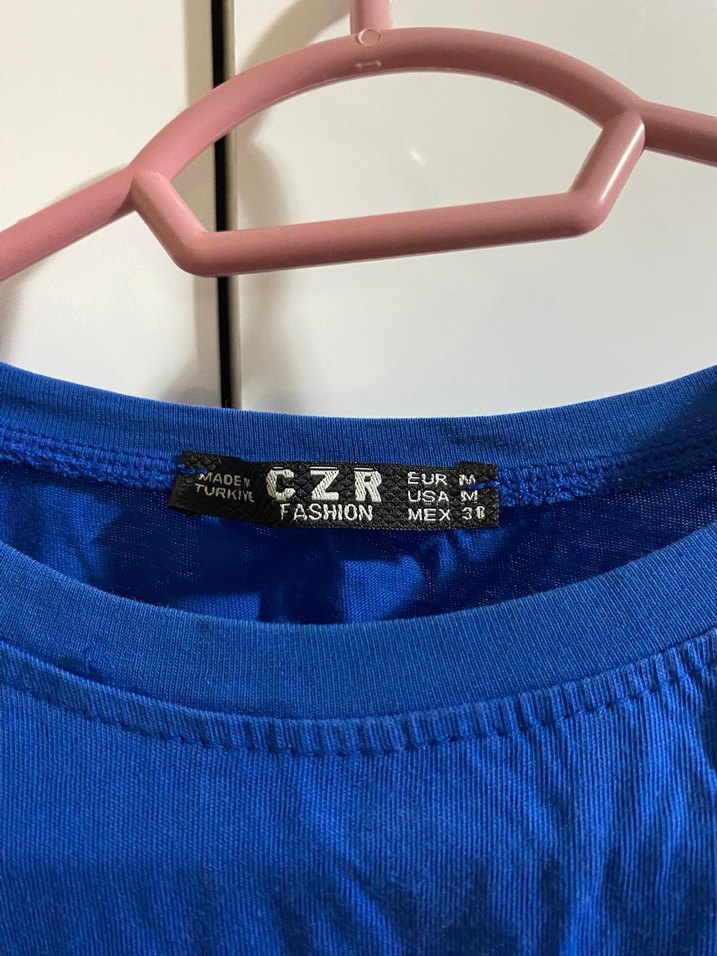 MADE IN
TURKIYE
CZR
FASHION
EUR M
USA M
MEX 38